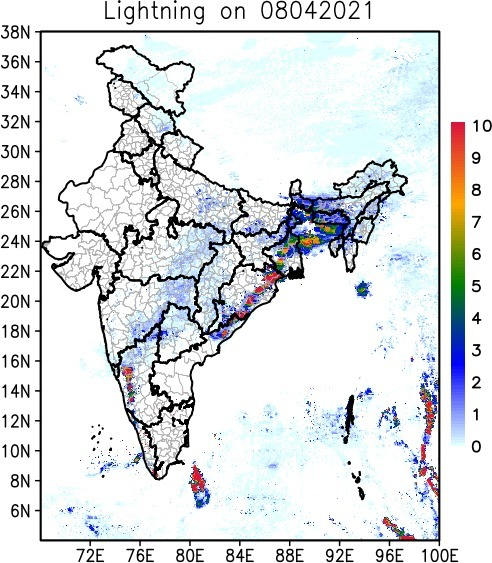 Lightning on 08042021
38N
36N
34N
32N
30N
28N
26N
24N
22N
20N
18N
16N
14N
12N
10N
8N
6N
72E 76E 80E 84E 88E 92E 96E 100E
10
9
8
7
6
5
4
3
2
1
0